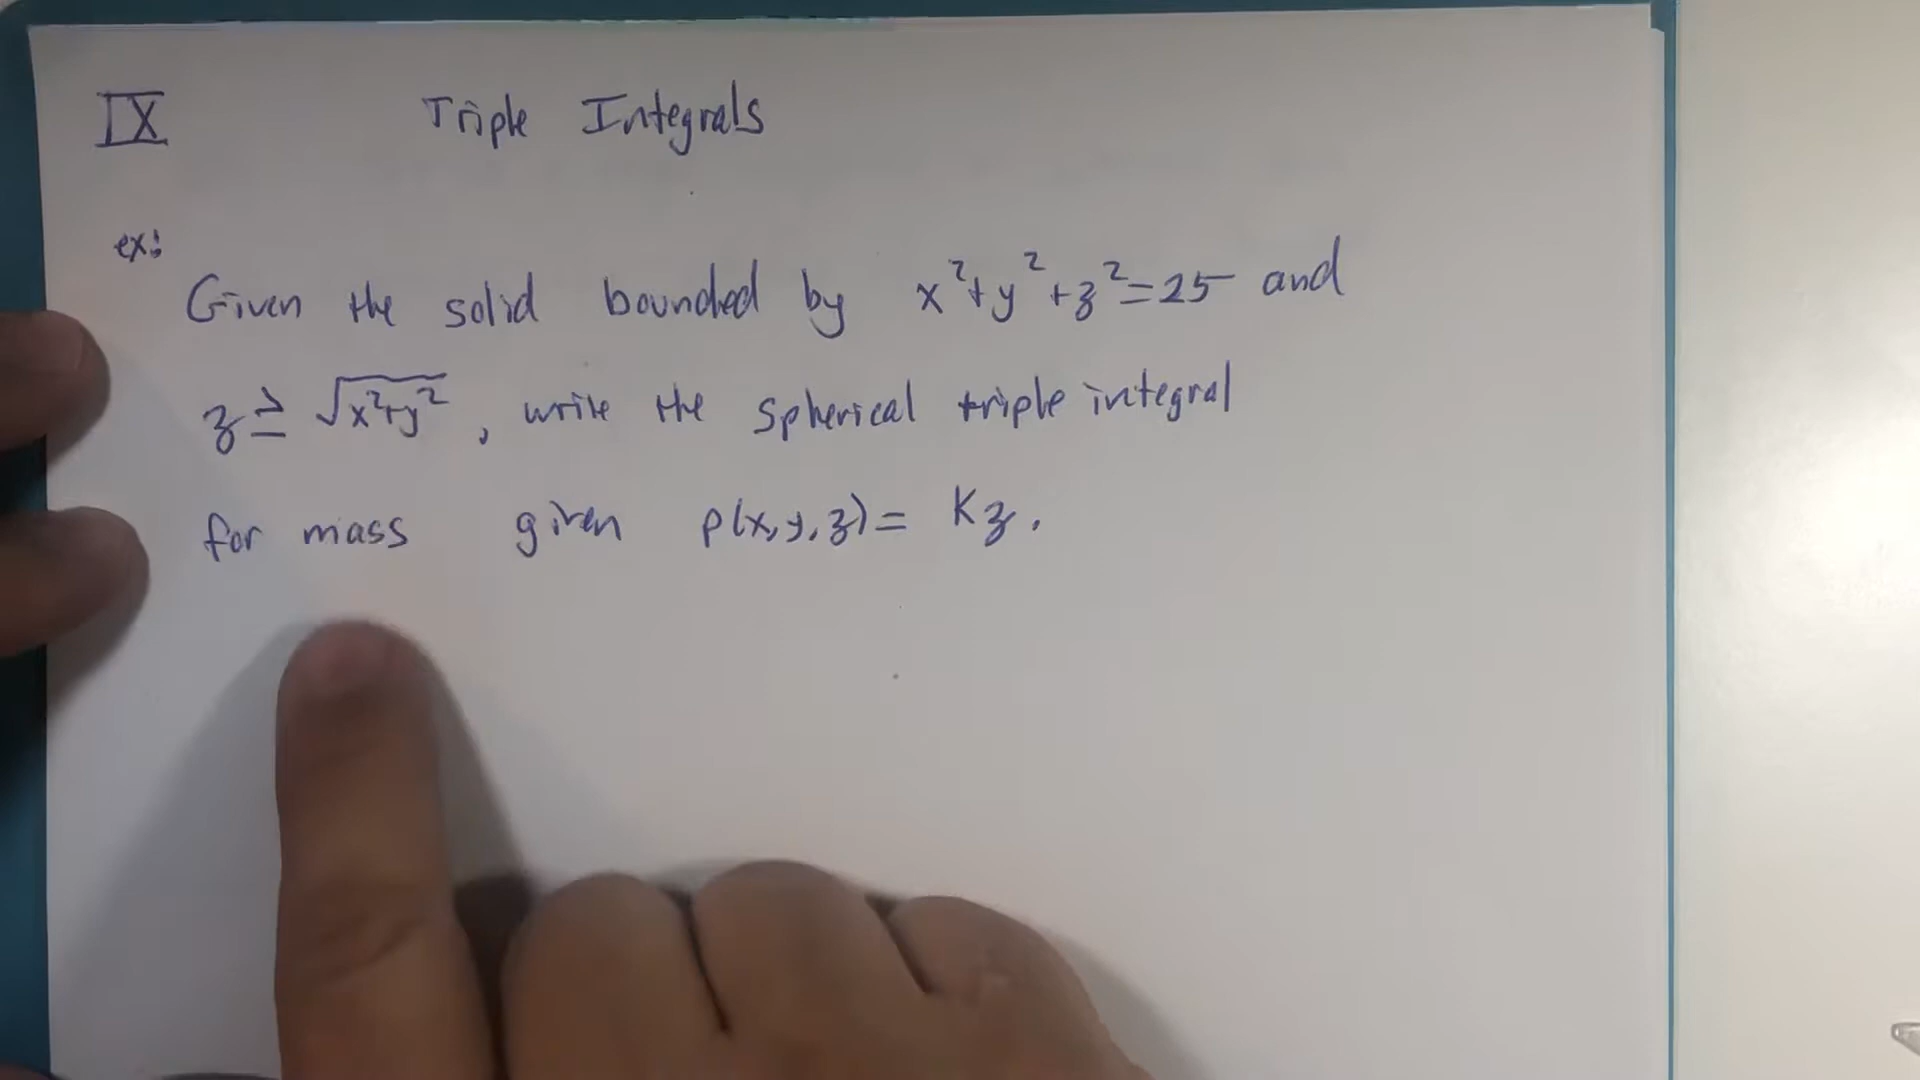 IX Triple Integrals
ex:
Given the solid bounded by x²+y²+z²=25 and
z ≥ √x²+y², write the spherical triple integral
for mass given ρ(x,y,z)= Kz.